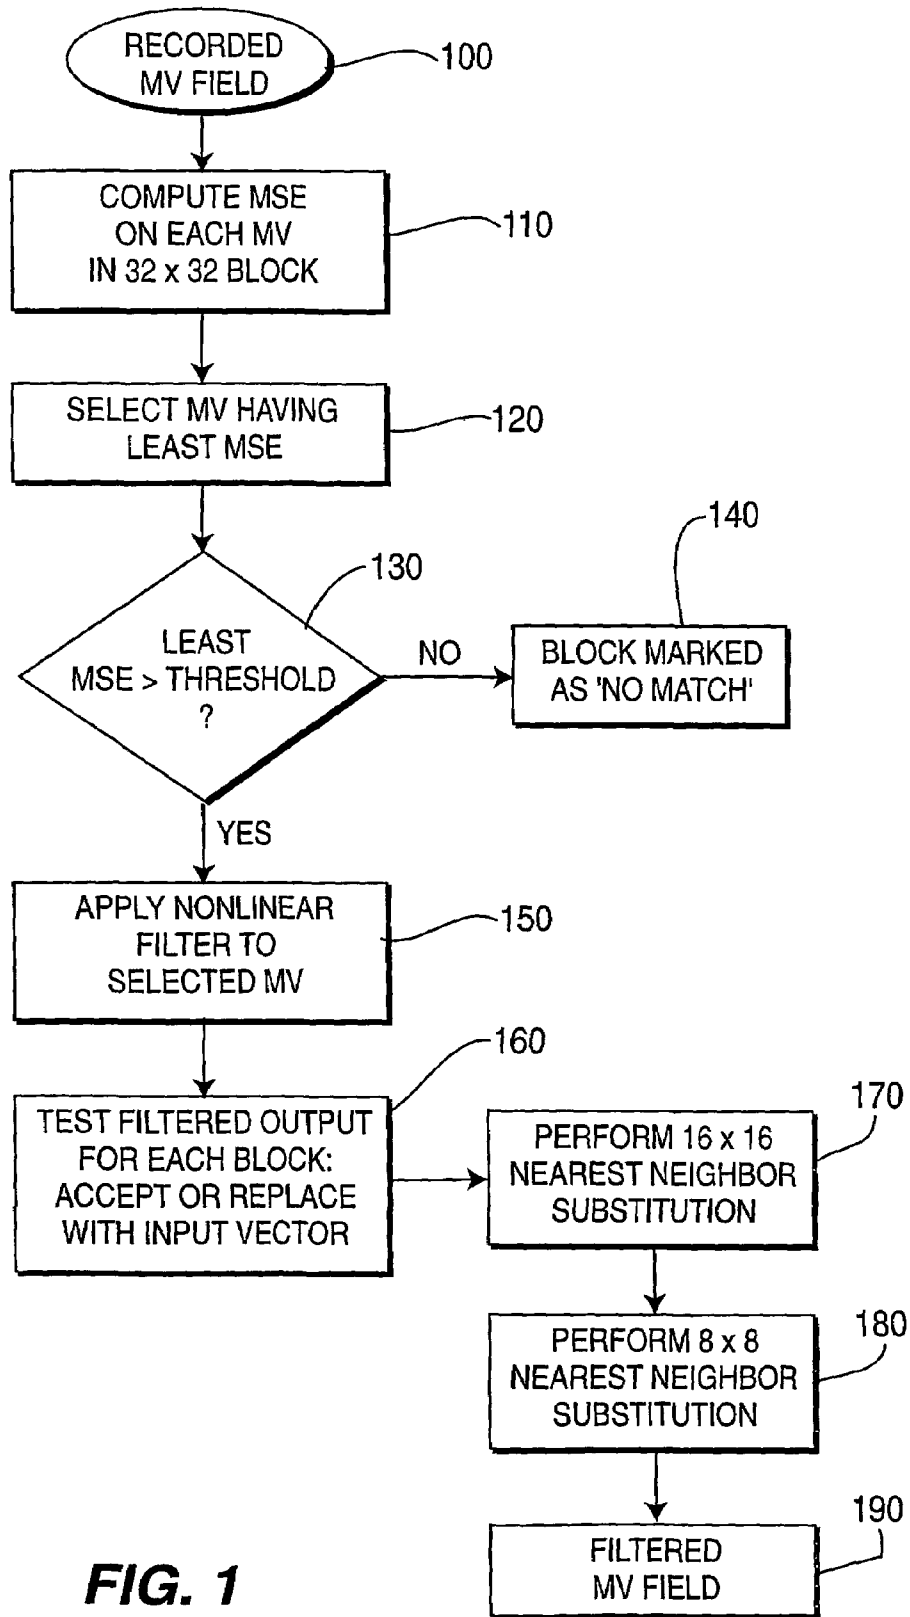 RECORDED
MV FIELD
100
COMPUTE MSE
ON EACH MV
IN 32 x 32 BLOCK
110
SELECT MV HAVING
LEAST MSE
120
130
LEAST
MSE > THRESHOLD
?
NO
140
BLOCK MARKED
AS 'NO MATCH'
YES
APPLY NONLINEAR
FILTER TO
SELECTED MV
150
TEST FILTERED OUTPUT
FOR EACH BLOCK:
ACCEPT OR REPLACE
WITH INPUT VECTOR
160
PERFORM 16 x 16
NEAREST NEIGHBOR
SUBSTITUTION
170
PERFORM 8 x 8
NEAREST NEIGHBOR
SUBSTITUTION
180
FILTERED
MV FIELD
190
FIG. 1